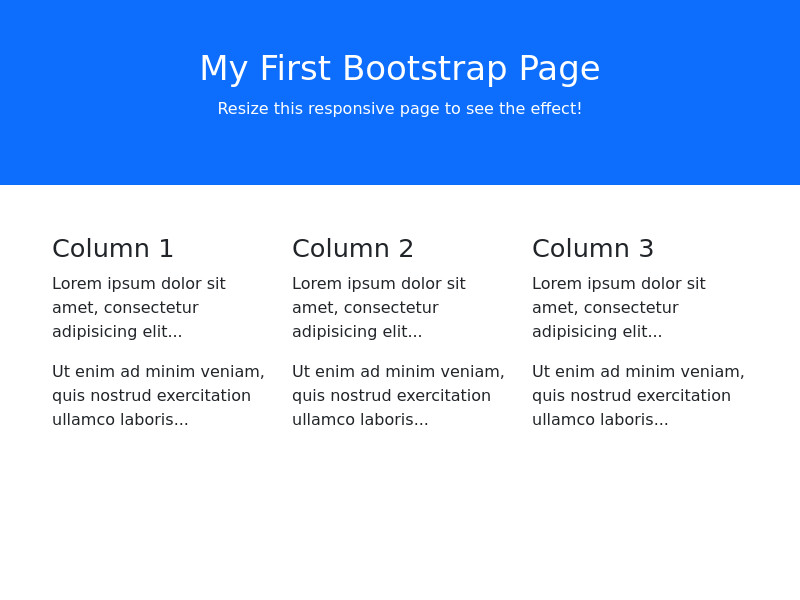 My First Bootstrap Page
Resize this responsive page to see the effect!
Column 1
Lorem ipsum dolor sit
amet, consectetur
adipisicing elit...
Ut enim ad minim veniam,
quis nostrud exercitation
ullamco laboris...
Column 2
Lorem ipsum dolor sit
amet, consectetur
adipisicing elit...
Ut enim ad minim veniam,
quis nostrud exercitation
ullamco laboris...
Column 3
Lorem ipsum dolor sit
amet, consectetur
adipisicing elit...
Ut enim ad minim veniam,
quis nostrud exercitation
ullamco laboris...